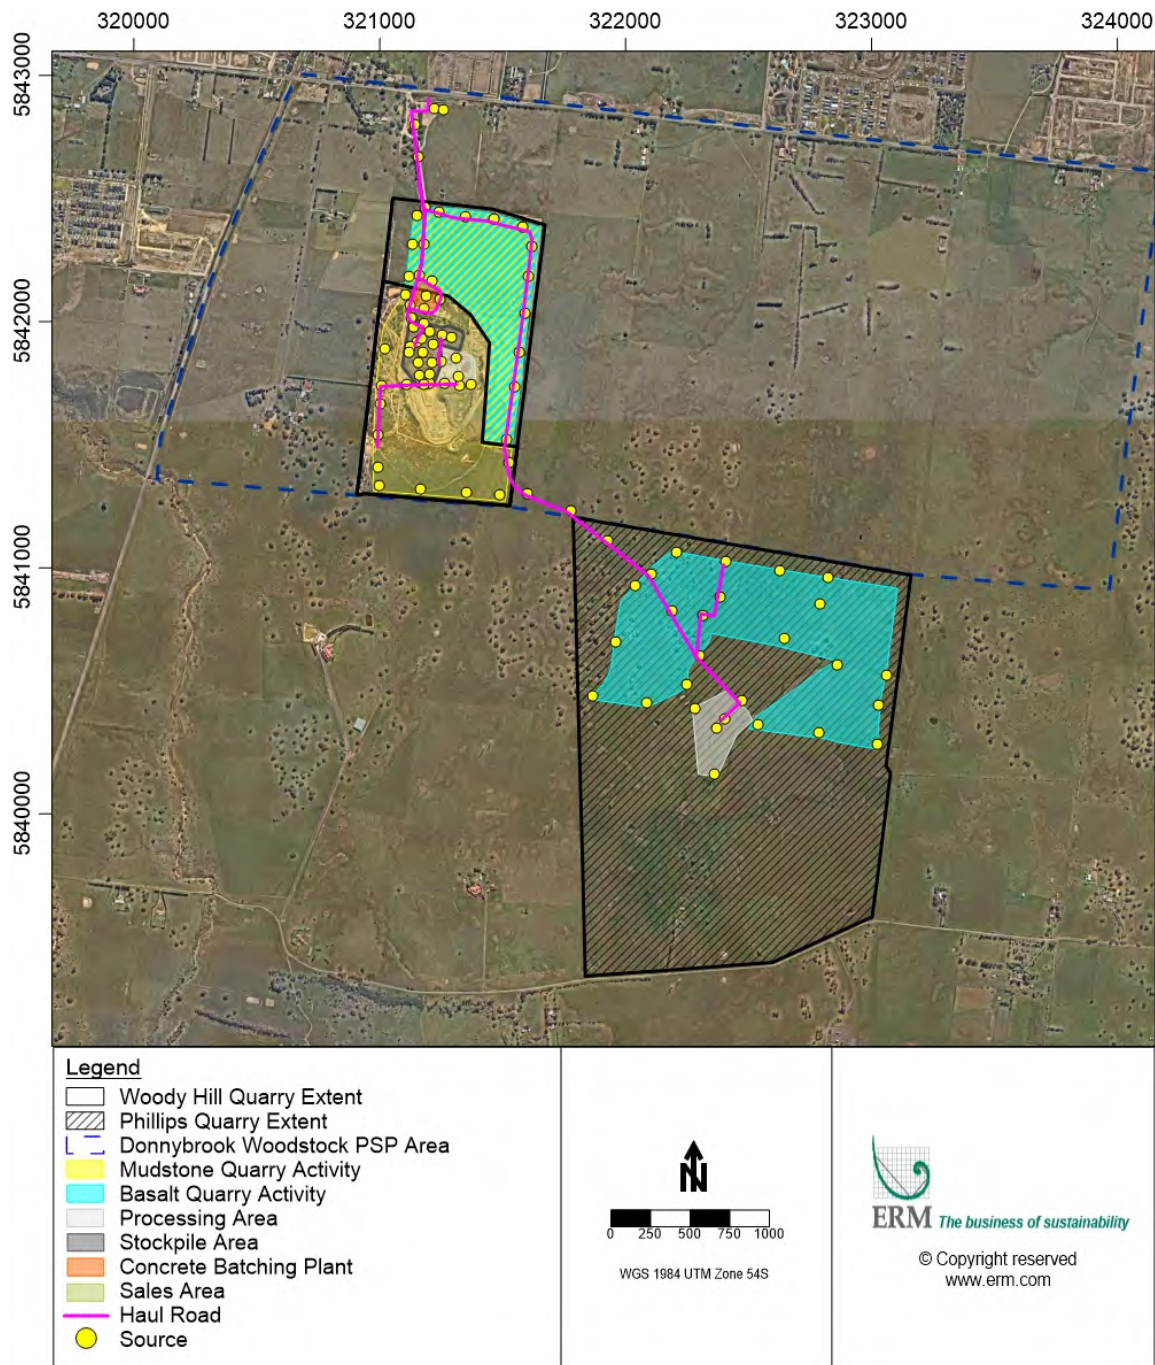 320000 321000 322000 323000 324000
5843000
5842000
5841000
5840000
Legend
Woody Hill Quarry Extent
Phillips Quarry Extent
Donnybrook Woodstock PSP Area
Mudstone Quarry Activity
Basalt Quarry Activity
Processing Area
Stockpile Area
Concrete Batching Plant
Sales Area
Haul Road
Source
N
0 250 500 750 1000
WGS 1984 UTM Zone 54S
ERM The business of sustainability
© Copyright reserved
www.erm.com